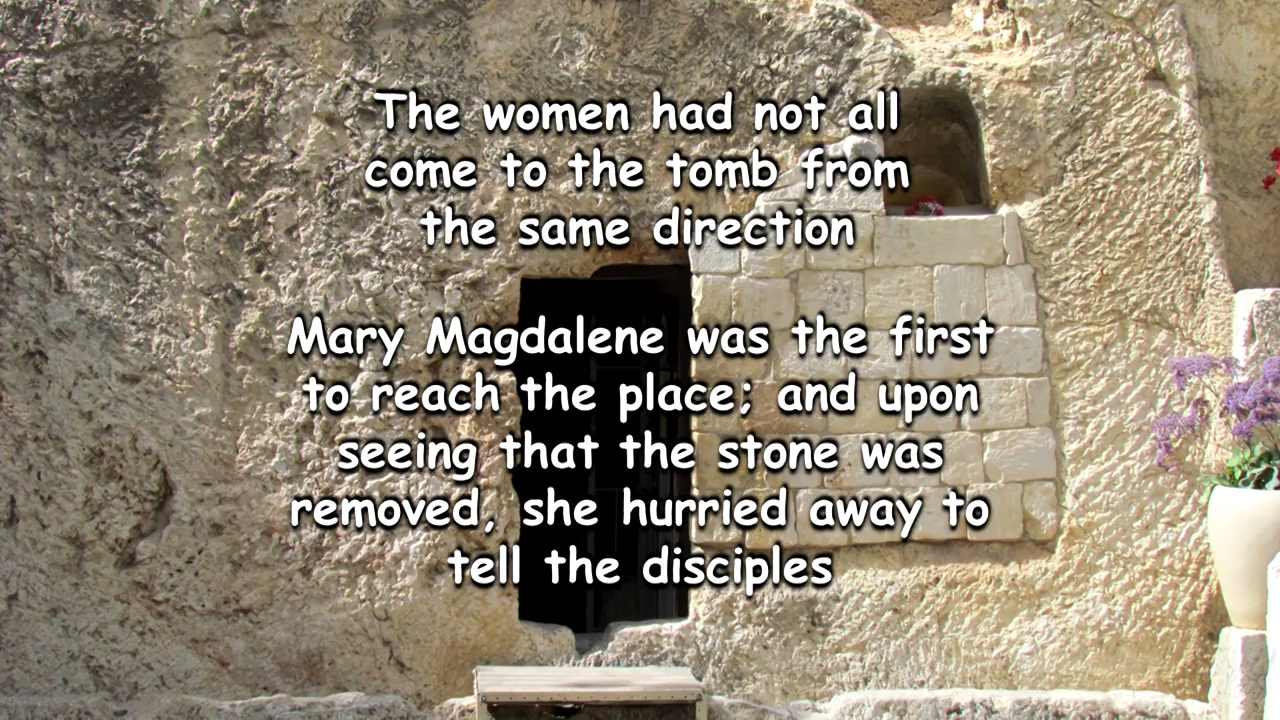 The women had not all
come to the tomb from
the same direction
Mary Magdalene was the first
to reach the place; and upon
seeing that the stone was
removed, she hurried away to
tell the disciples